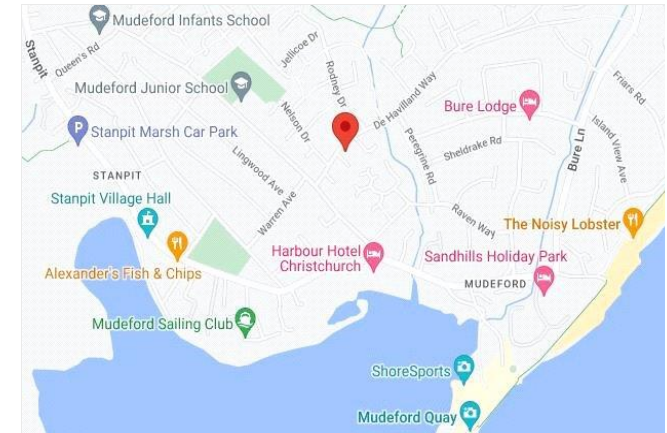 Mudeford Infants School
Stanpit
Queen's Rd
Jellicoe Dr
Rodney Dr
Mudeford Junior School
Nelson Dr
De Havilland Way
Bure Lodge
Friars Rd
Stanpit Marsh Car Park
Peregrine Rd
Sheldrake Rd
Bure Ln
Island View Ave
STANPIT
Lingwood Ave
Warren Ave
Stanpit Village Hall
Raven Way
The Noisy Lobster
Alexander's Fish & Chips
Harbour Hotel
Christchurch
Sandhills Holiday Park
MUDEFORD
Mudeford Sailing Club
ShoreSports
Mudeford Quay
P